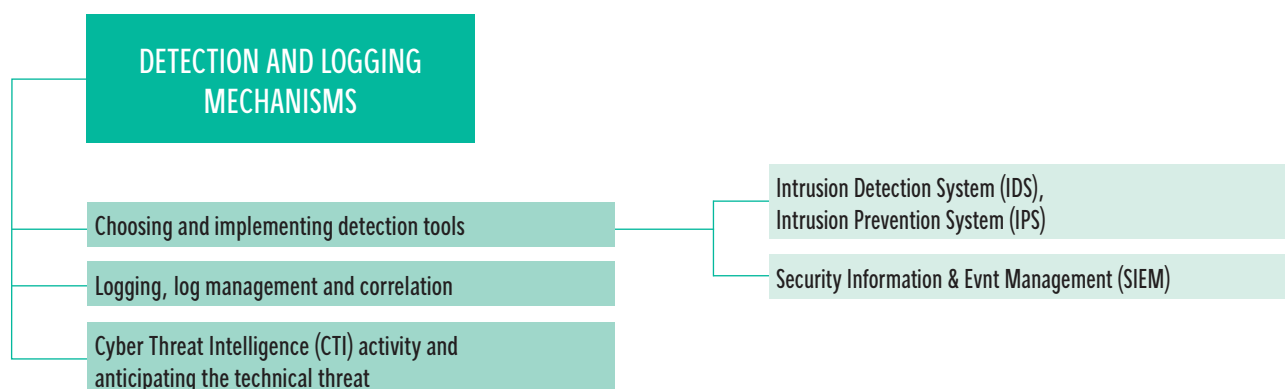 DETECTION AND LOGGING
MECHANISMS
Choosing and implementing detection tools
Intrusion Detection System (IDS),
Intrusion Prevention System (IPS)
Security Information & Evnt Management (SIEM)
Logging, log management and correlation
Cyber Threat Intelligence (CTI) activity and
anticipating the technical threat